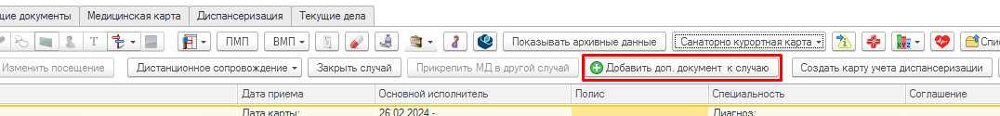 щие документы Медицинская карта Диспансеризация Текущие дела
Т ПМП ВМП Показывать архивные данные Санаторно курортная карта Спис
Изменить посещение Дистанционное сопровождение Закрыть случай Прикрепить МД в другой случай Добавить доп. документ к случаю Создать карту учета диспансеризации
Дата приема Основной исполнитель Полис Специальность Соглашение
Дата карты: 26.02.2024 - Диагноз: